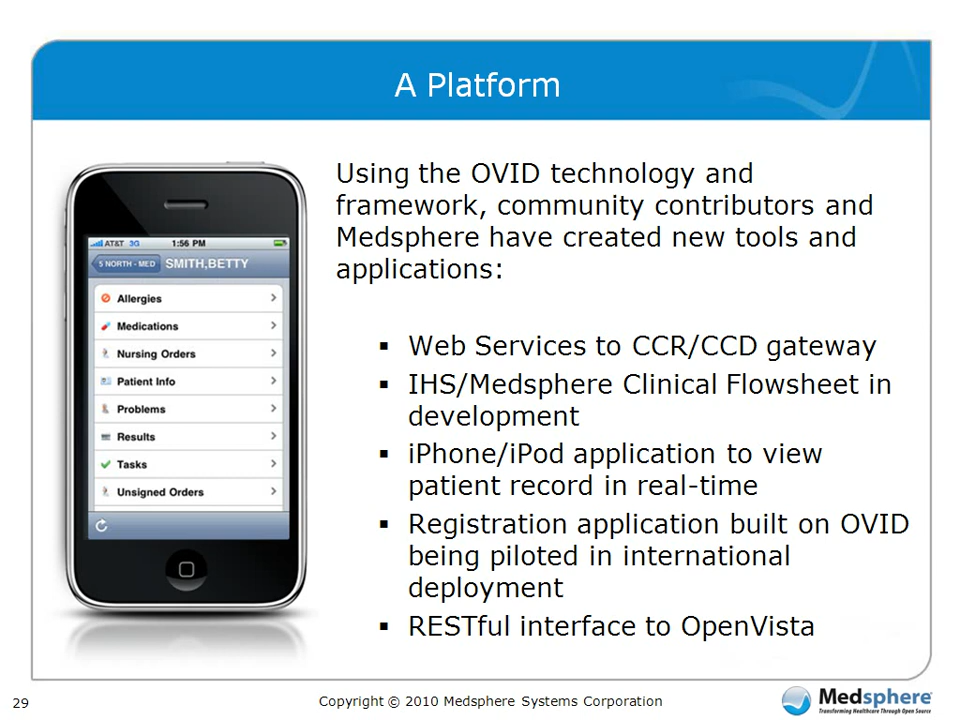 A Platform
AT&T 3G 1:56 PM
5 NORTH - MED SMITH,BETTY
Allergies
Medications
Nursing Orders
Patient Info
Problems
Results
Tasks
Unsigned Orders
Using the OVID technology and
framework, community contributors and
Medsphere have created new tools and
applications:
▪ Web Services to CCR/CCD gateway
▪ IHS/Medsphere Clinical Flowsheet in
development
▪ iPhone/iPod application to view
patient record in real-time
▪ Registration application built on OVID
being piloted in international
deployment
▪ RESTful interface to OpenVista
29
Copyright © 2010 Medsphere Systems Corporation
Medsphere
Transforming Healthcare Through Open Source